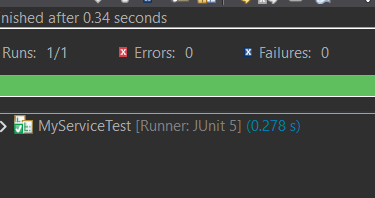 nished after 0.34 seconds
Runs: 1/1 Errors: 0 Failures: 0
MyServiceTest [Runner: JUnit 5] (0.278 s)